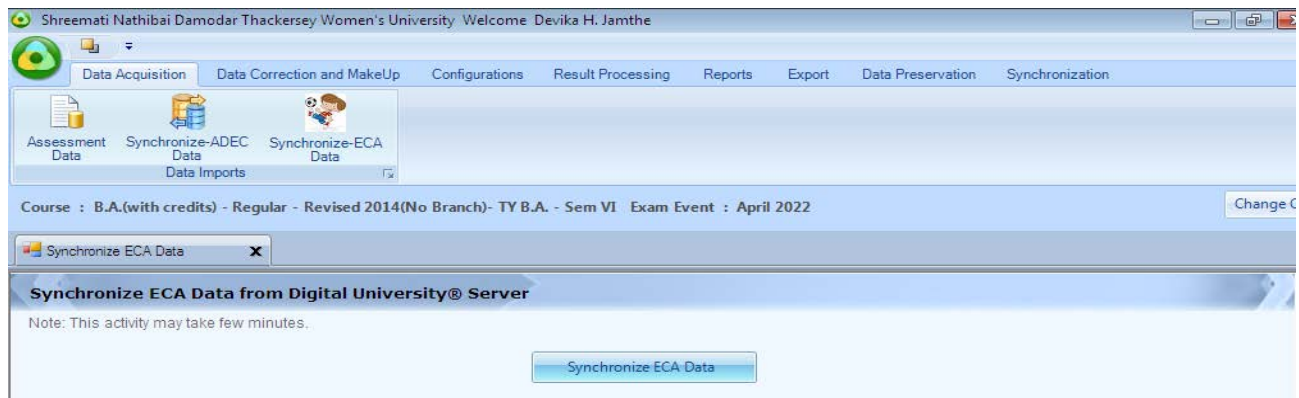 Shreemati Nathibai Damodar Thackersey Women's University Welcome Devika H. Jamthe
Data Acquisition Data Correction and MakeUp Configurations Result Processing Reports Export Data Preservation Synchronization
Assessment Data Synchronize-ADEC Data Synchronize-ECA Data
Data Imports
Course : B.A.(with credits) - Regular - Revised 2014(No Branch)- TY B.A. - Sem VI Exam Event : April 2022 Change
Synchronize ECA Data
Synchronize ECA Data from Digital University® Server
Note: This activity may take few minutes.
Synchronize ECA Data